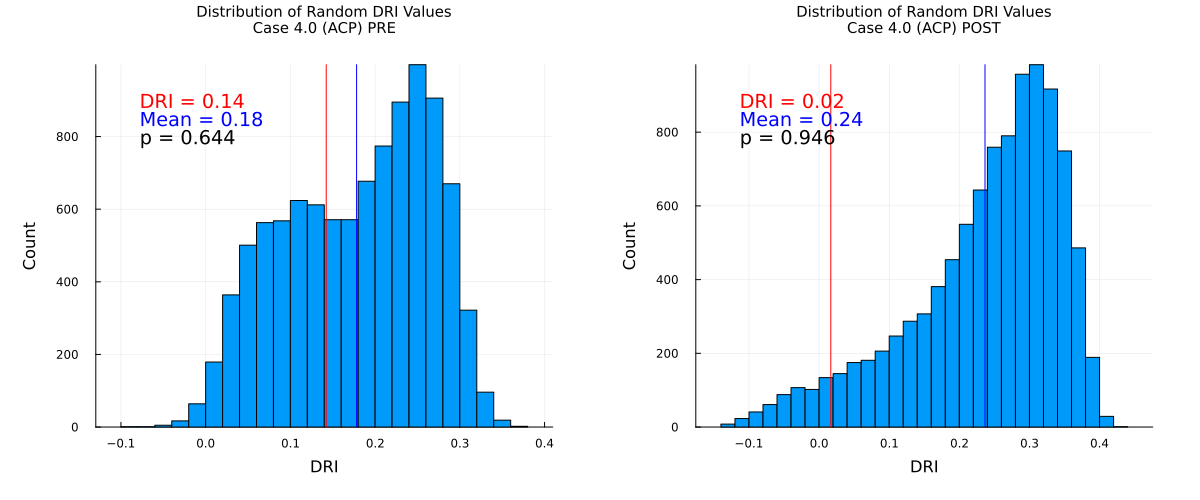 Distribution of Random DRI Values
Case 4.0 (ACP) PRE
DRI = 0.14
Mean = 0.18
p = 0.644
Count
800
600
400
200
0
−0.1
0.0
0.1
0.2
0.3
0.4
DRI
Distribution of Random DRI Values
Case 4.0 (ACP) POST
DRI = 0.02
Mean = 0.24
p = 0.946
Count
800
600
400
200
0
−0.1
0.0
0.1
0.2
0.3
0.4
DRI